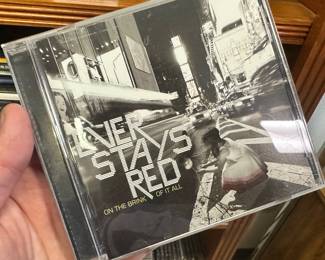 EVER
STAYS
RED
ON THE BRINK OF IT ALL